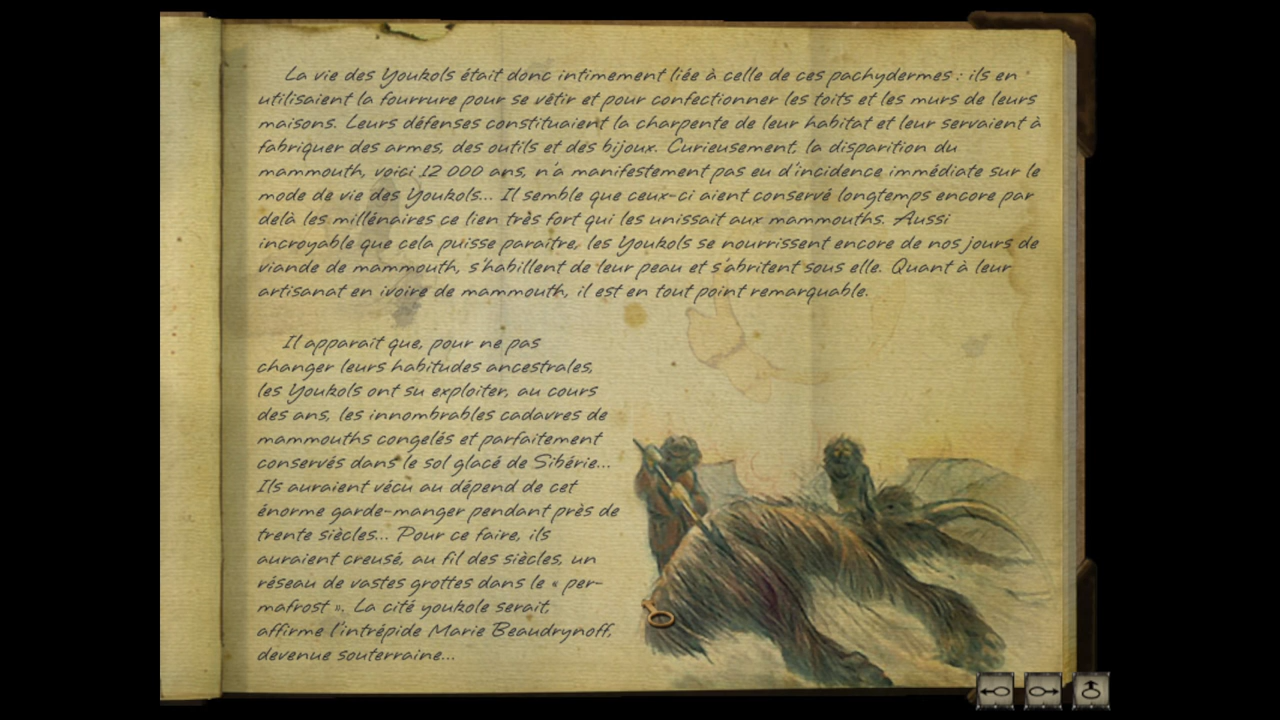 La vie des Youkols était donc intimement liée à celle de ces pachydermes : ils en
utilisaient la fourrure pour se vêtir et pour confectionner les toits et les murs de leurs
maisons. Leurs défenses constituaient la charpente de leur habitat et leur servaient à
fabriquer des armes, des outils et des bijoux. Curieusement, la disparition du
mammouth, voici 12 000 ans, n'a manifestement pas eu d'incidence immédiate sur le
mode de vie des Youkols... Il semble que ceux-ci aient conservé longtemps encore par
delà les millénaires ce lien très fort qui les unissait aux mammouths. Aussi
incroyable que cela puisse paraître, les Youkols se nourrissent encore de nos jours de
viande de mammouth, s'habillent de leur peau et s'abritent sous elle. Quant à leur
artisanat en ivoire de mammouth, il est en tout point remarquable.
Il apparait que, pour ne pas
changer leurs habitudes ancestrales,
les Youkols ont su exploiter, au cours
des ans, les innombrables cadavres de
mammouths congelés et parfaitement
conservés dans le sol glacé de Sibérie...
Ils auraient vécu au dépend de cet
énorme garde-manger pendant près de
trente siècles... Pour ce faire, ils
auraient creusé, au fil des siècles, un
réseau de vastes grottes dans le « per-
mafrost ». La cité youkole serait,
affirme l'intrépide Marie Beaudrynoff,
devenue souterraine...